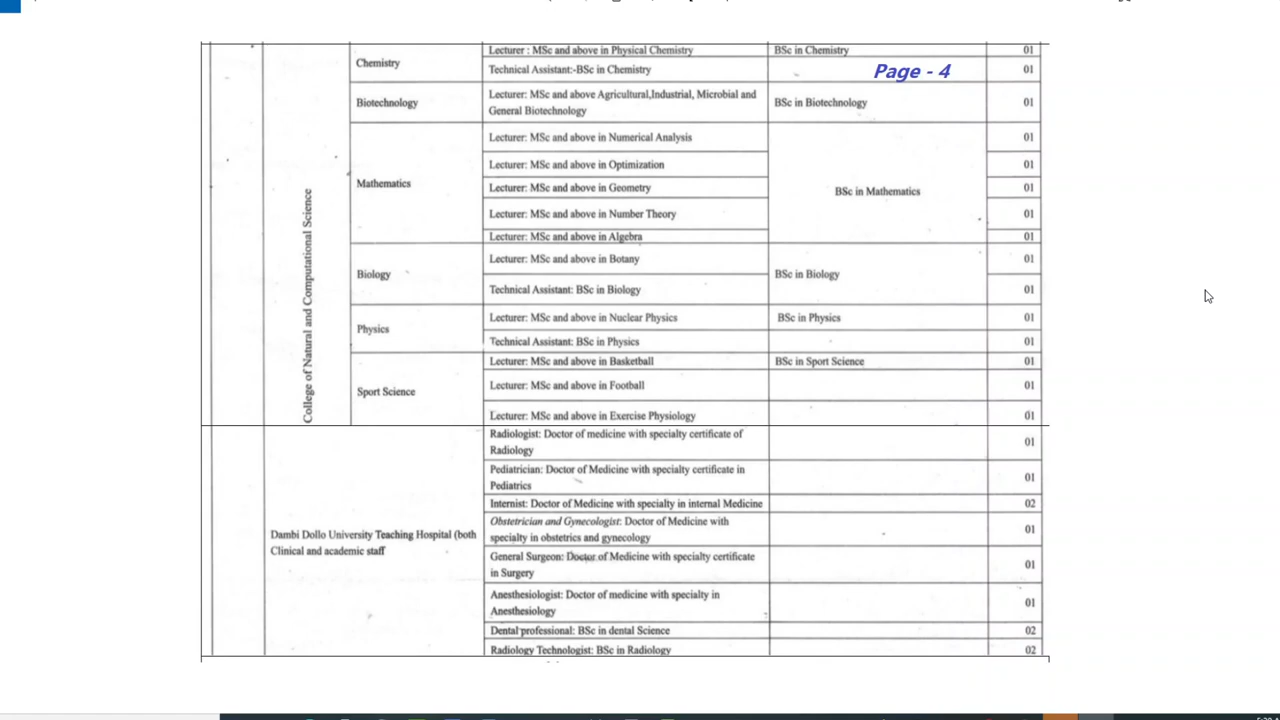 Lecturer : MSc and above in Physical Chemistry BSc in Chemistry 01
Chemistry
Technical Assistant:-BSc in Chemistry 01
Page - 4
Biotechnology
Lecturer: MSc and above Agricultural,Industrial, Microbial and
General Biotechnology
BSc in Biotechnology 01
College of Natural and Computational Science
Mathematics
Lecturer: MSc and above in Numerical Analysis 01
Lecturer: MSc and above in Optimization 01
Lecturer: MSc and above in Geometry 01
BSc in Mathematics
Lecturer: MSc and above in Number Theory 01
Lecturer: MSc and above in Algebra 01
Biology
Lecturer: MSc and above in Botany 01
BSc in Biology
Technical Assistant: BSc in Biology 01
Physics
Lecturer: MSc and above in Nuclear Physics BSc in Physics 01
Technical Assistant: BSc in Physics 01
Sport Science
Lecturer: MSc and above in Basketball BSc in Sport Science 01
Lecturer: MSc and above in Football 01
Lecturer: MSc and above in Exercise Physiology 01
Dambi Dollo University Teaching Hospital (both
Clinical and academic staff
Radiologist: Doctor of medicine with specialty certificate of
Radiology 01
Pediatrician: Doctor of Medicine with specialty certificate in
Pediatrics 01
Internist: Doctor of Medicine with specialty in internal Medicine 02
Obstetrician and Gynecologist: Doctor of Medicine with
specialty in obstetrics and gynecology 01
General Surgeon: Doctor of Medicine with specialty certificate
in Surgery 01
Anesthesiologist: Doctor of medicine with specialty in
Anesthesiology 01
Dental professional: BSc in dental Science 02
Radiology Technologist: BSc in Radiology 02